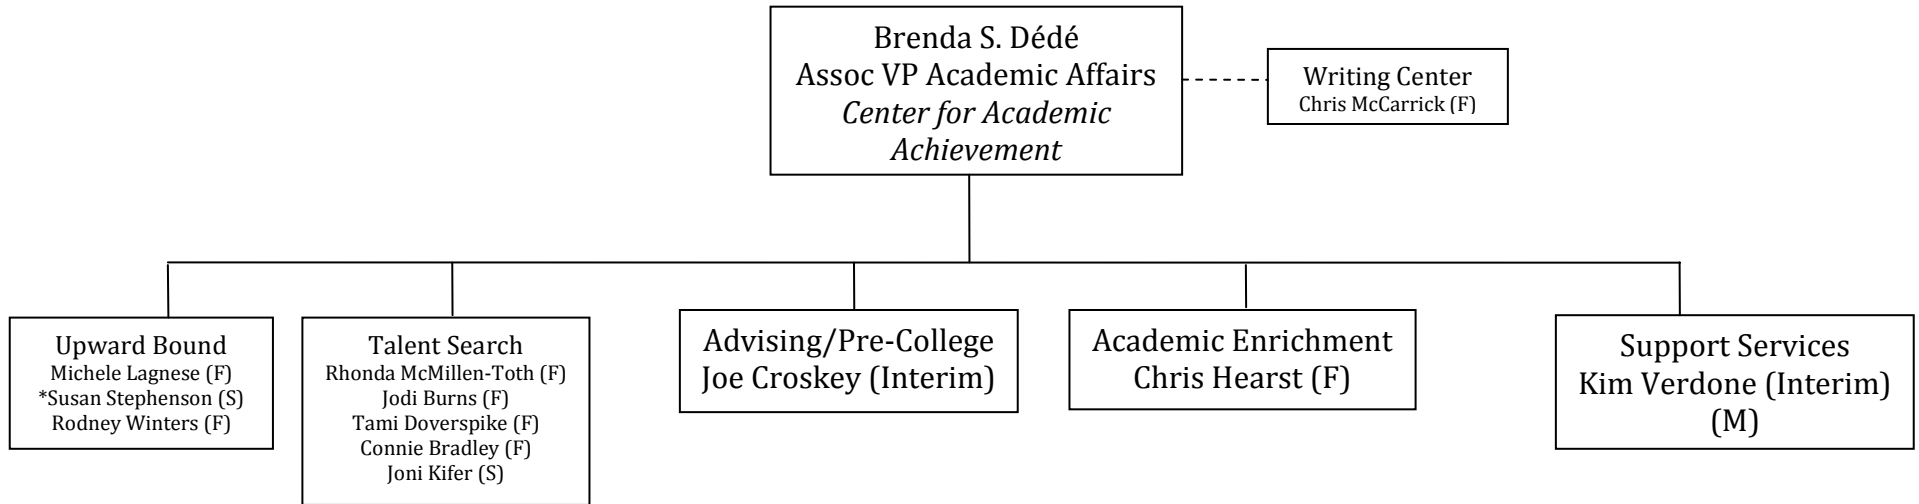 Brenda S. Dédé
Assoc VP Academic Affairs
Center for Academic
Achievement
Writing Center
Chris McCarrick (F)
Upward Bound
Michele Lagnese (F)
*Susan Stephenson (S)
Rodney Winters (F)
Talent Search
Rhonda McMillen-Toth (F)
Jodi Burns (F)
Tami Doverspike (F)
Connie Bradley (F)
Joni Kifer (S)
Advising/Pre-College
Joe Croskey (Interim)
Academic Enrichment
Chris Hearst (F)
Support Services
Kim Verdone (Interim)
(M)